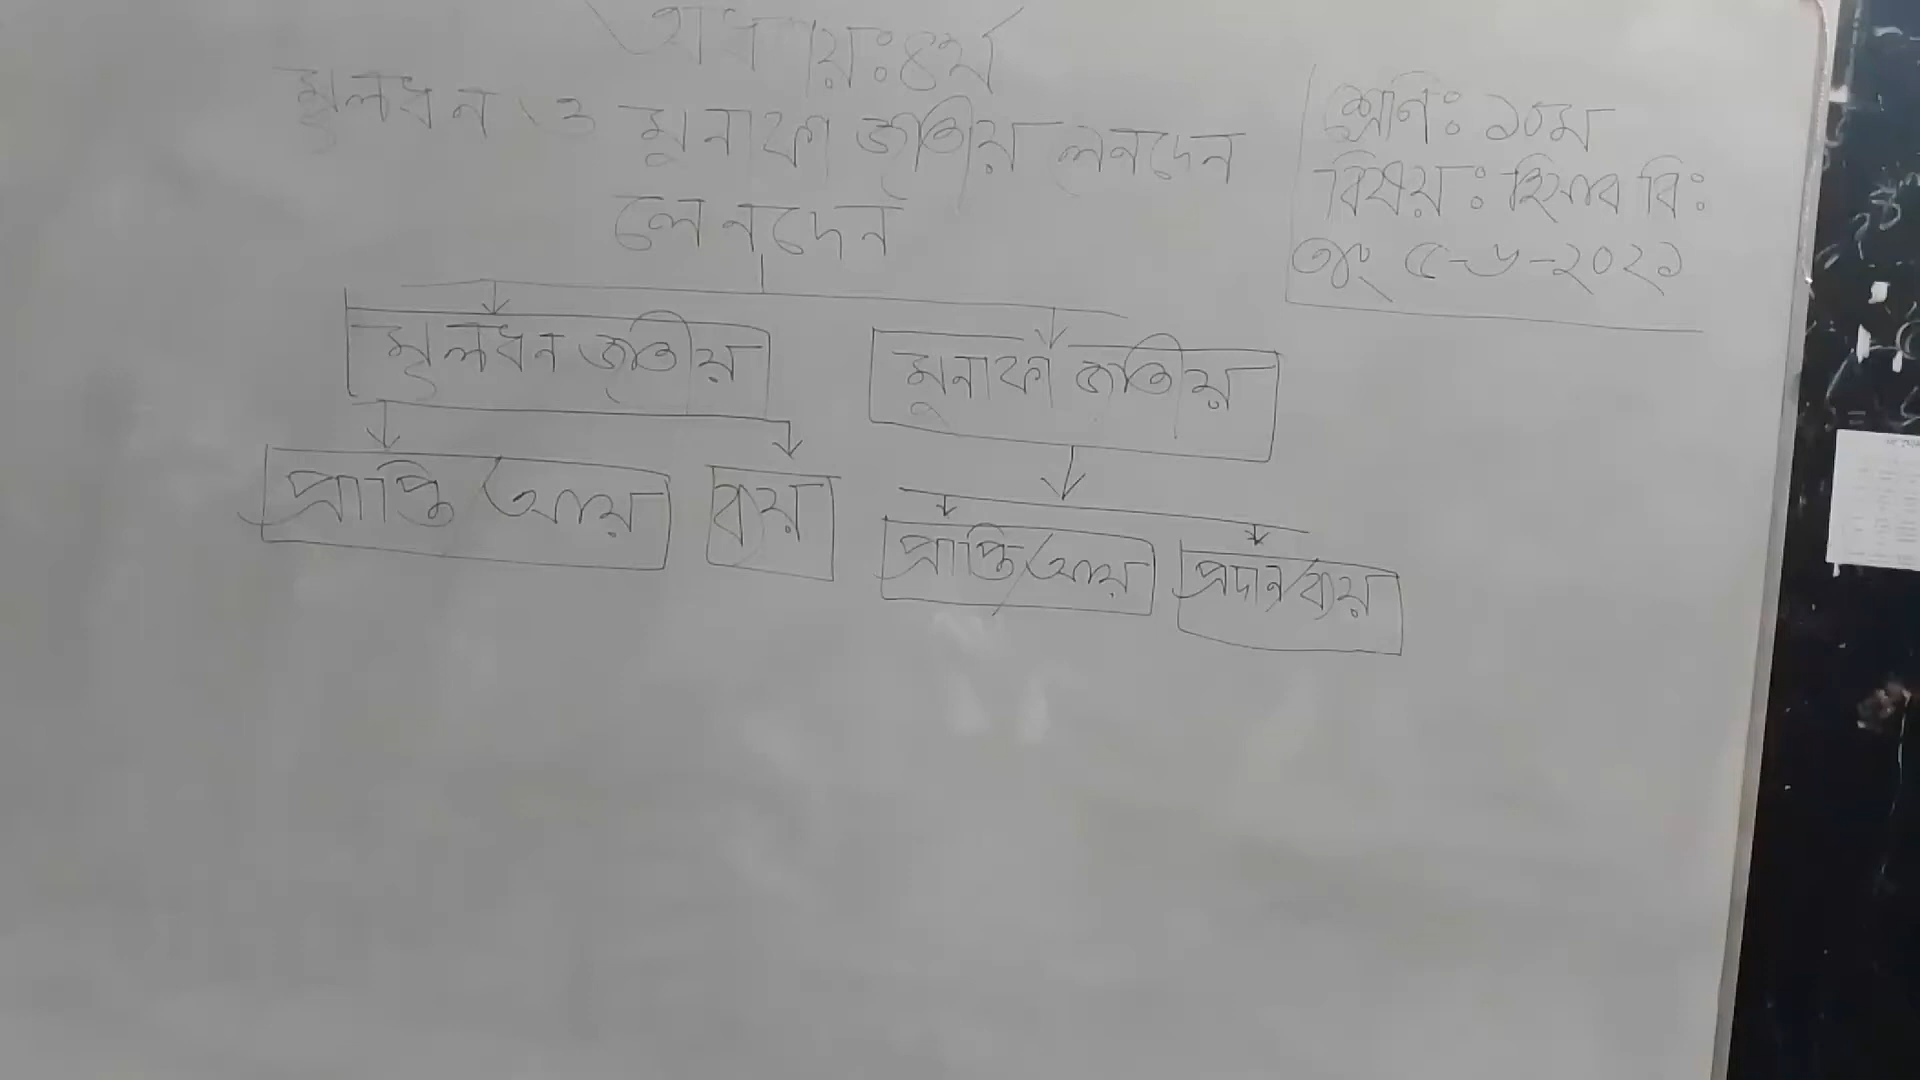 অধ্যায়ঃ ৪র্থ
মূলধন ও মুনাফা জাতীয় লেনদেন
শ্রেণিঃ ১০ম
বিষয়ঃ হিসাব বিঃ
তাং ৫-৬-২০২১
লেনদেন
মূলধন জাতীয়
মুনাফা জাতীয়
প্রাপ্তি আয়
ব্যয়
প্রাপ্তি/আয়
প্রদান/ব্যয়